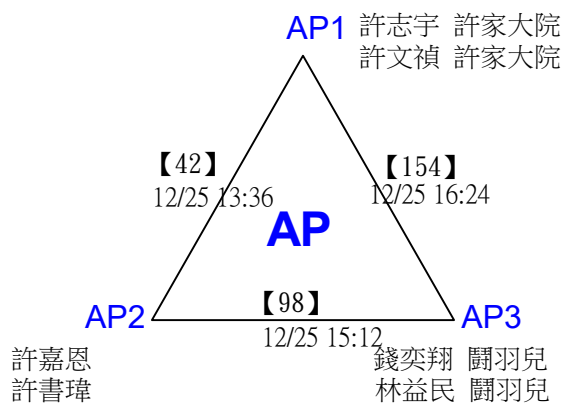 AP1 許志宇 許家大院
許文禎 許家大院
【42】
12/25 13:36
【154】
12/25 16:24
AP
AP2
【98】
12/25 15:12
AP3
許嘉恩
許書瑋
錢奕翔 鬪羽兒
林益民 鬪羽兒